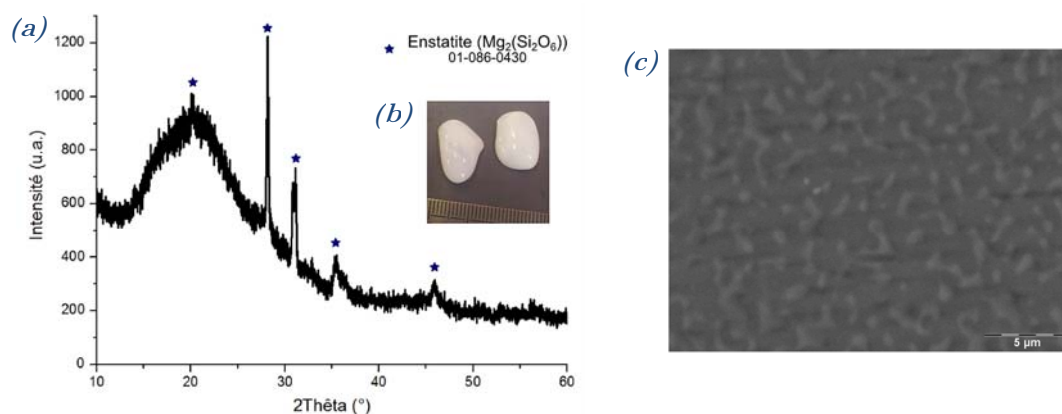 (a)
1200
1000
800
600
400
200
0
Intensité (u.a.)
10 20 30 40 50 60
2Thêta (°)
★ Enstatite (Mg₂(Si₂O₆))
01-086-0430
(b)
(c)
5 µm